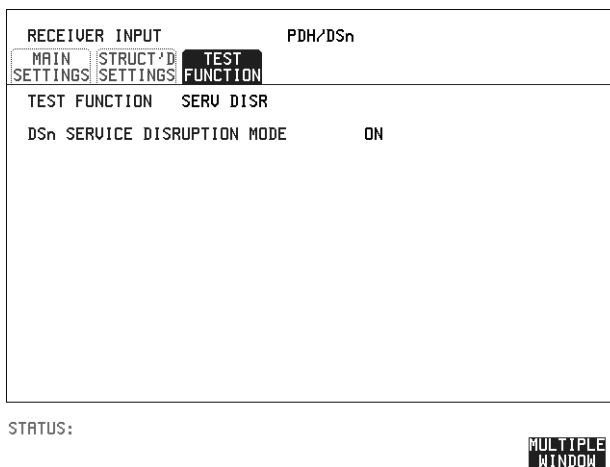 RECEIVER INPUT PDH/DSn
MAIN SETTINGS STRUCT'D SETTINGS TEST FUNCTION
TEST FUNCTION SERV DISR
DSn SERVICE DISRUPTION MODE ON
STATUS:
MULTIPLE WINDOW